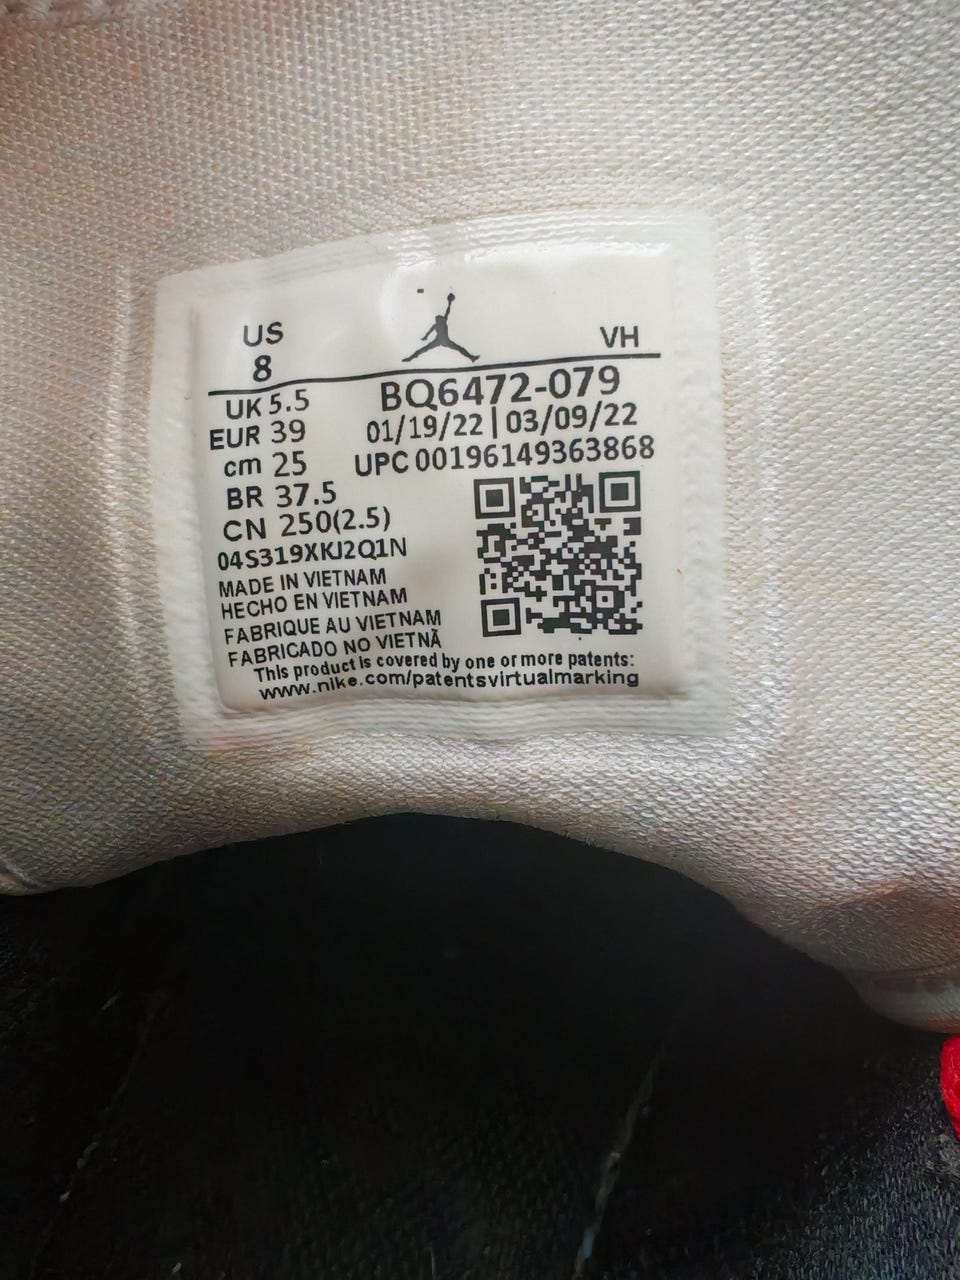 US VH
8
UK 5.5 BQ6472-079
EUR 39 01/19/22 | 03/09/22
cm 25 UPC 00196149363868
BR 37.5
CN 250(2.5)
04S319XKJ2Q1N
MADE IN VIETNAM
HECHO EN VIETNAM
FABRIQUE AU VIETNAM
FABRICADO NO VIETNÃ
This product is covered by one or more patents:
www.nike.com/patentsvirtualmarking